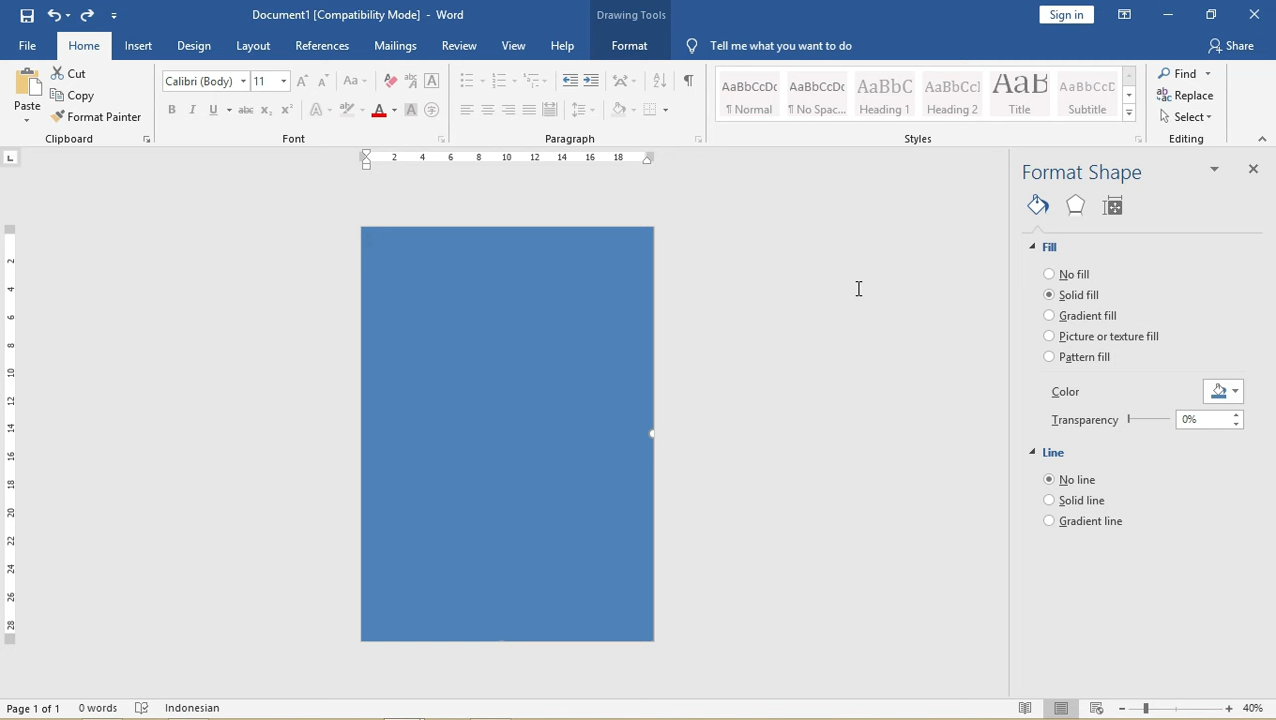 Document1 [Compatibility Mode] - Word
Drawing Tools
Sign in
File Home Insert Design Layout References Mailings Review View Help Format Tell me what you want to do Share
Paste
Cut
Copy
Format Painter
Clipboard
Calibri (Body) 11
Aa
B I U abc x₂ x² A A
Font
Paragraph
AaBbCcDc AaBbCcDc AaBbC AaBbCcI AaB AaBbCcD
¶ Normal ¶ No Spac... Heading 1 Heading 2 Title Subtitle
Styles
Find
Replace
Select
Editing
2 4 6 8 10 12 14 16 18
2
4
6
8
10
12
14
16
18
20
22
24
26
28
Format Shape
Fill
No fill
Solid fill
Gradient fill
Picture or texture fill
Pattern fill
Color
Transparency 0%
Line
No line
Solid line
Gradient line
Page 1 of 1 0 words Indonesian 40%